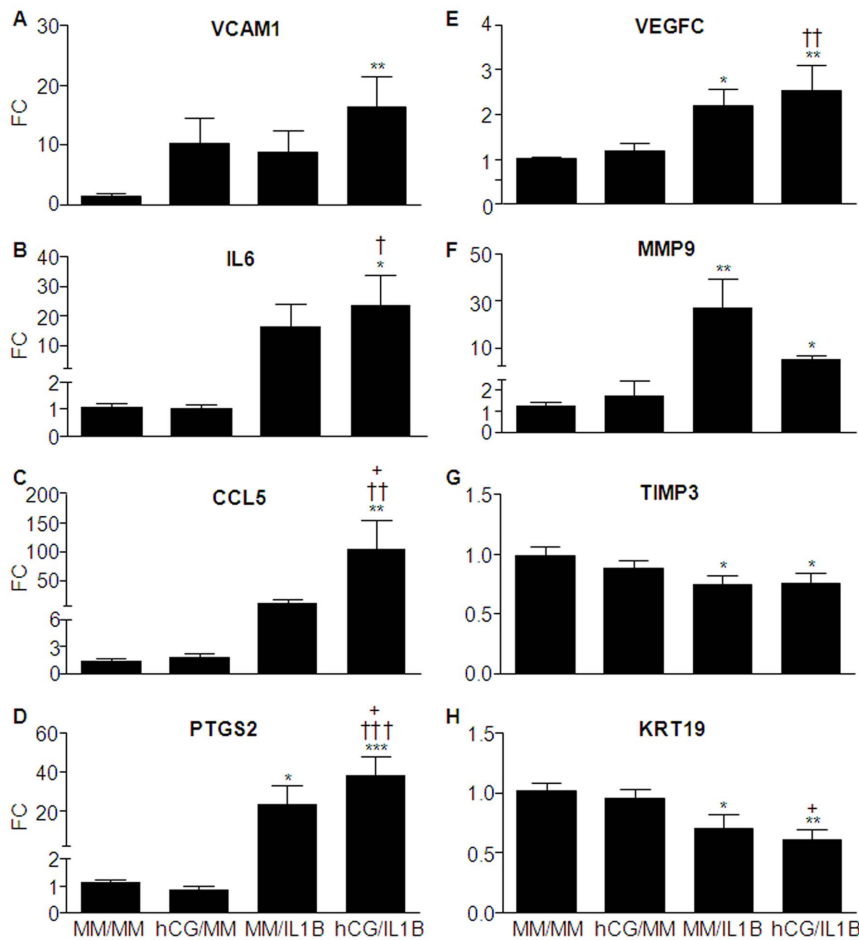 A
VCAM1
FC
30
20
10
0
**
B
IL6
FC
40
30
20
10
2
1
0
†
*
C
CCL5
FC
200
150
100
50
6
3
0
+
††
**
D
PTGS2
FC
60
40
20
2
1
0
*
+
†††
***
MM/MM hCG/MM MM/IL1B hCG/IL1B
E
VEGFC
4
3
2
1
0
*
††
**
F
MMP9
50
30
10
2
1
0
**
*
G
TIMP3
1.5
1.0
0.5
0.0
*
*
H
KRT19
1.5
1.0
0.5
0.0
*
+
**
MM/MM hCG/MM MM/IL1B hCG/IL1B